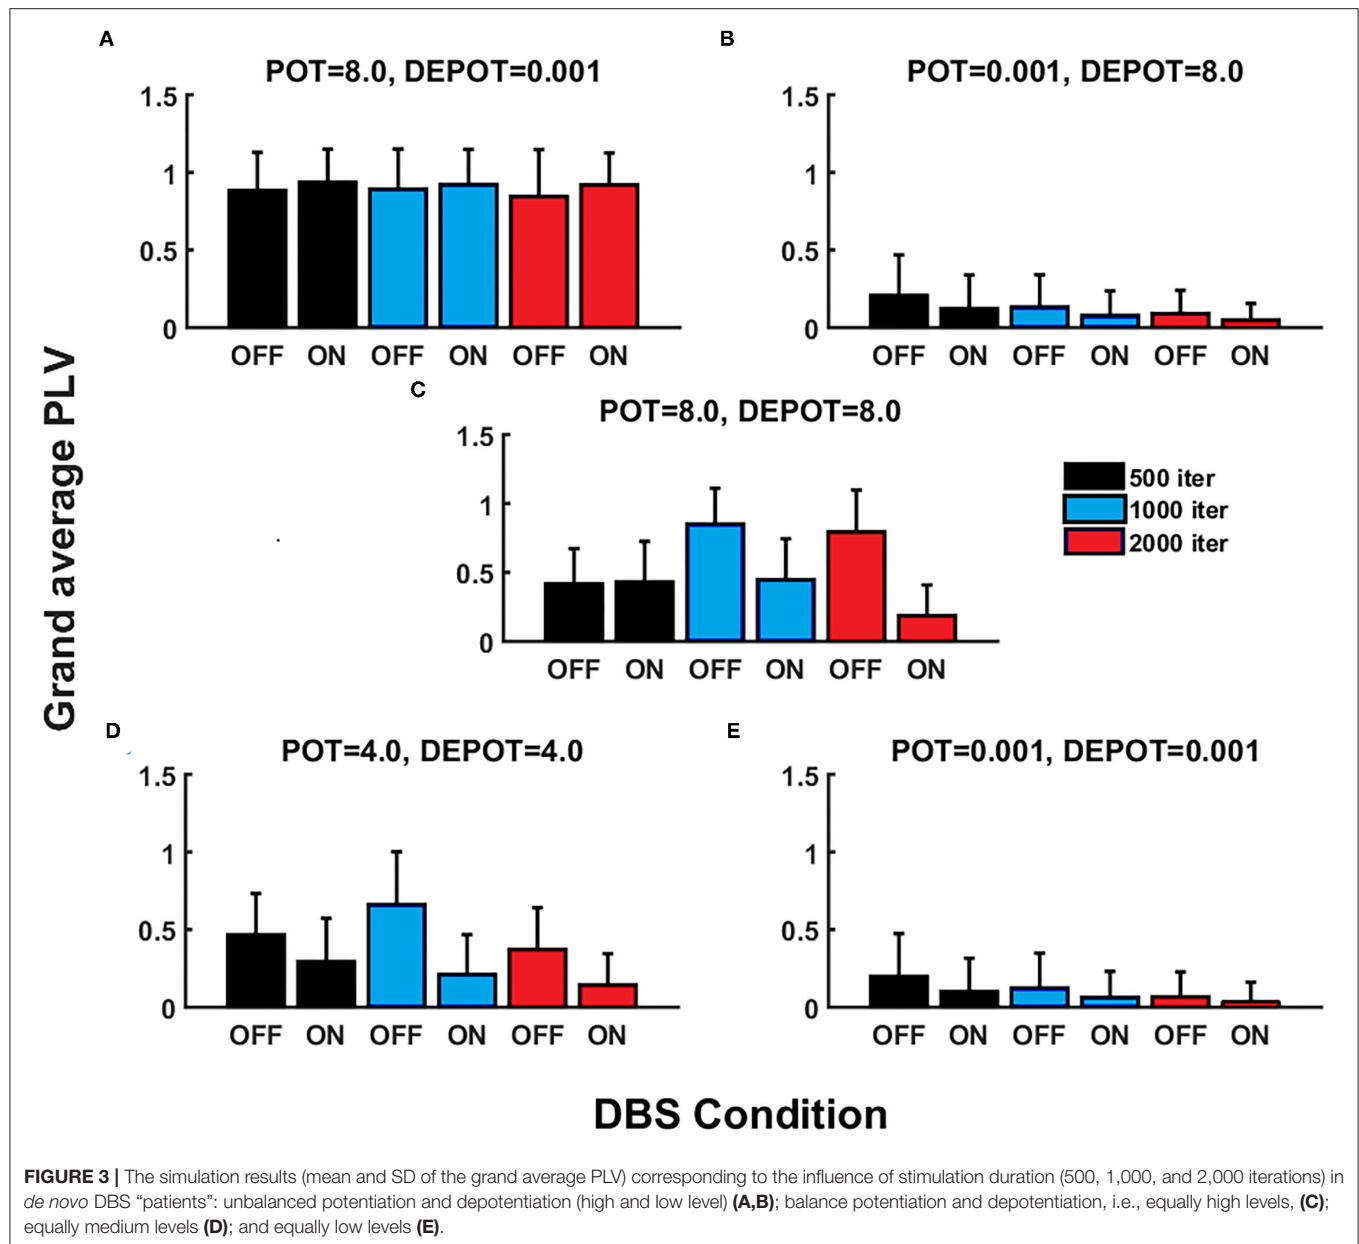 A
POT=8.0, DEPOT=0.001
1.5
1
0.5
0
OFF ON OFF ON OFF ON
B
POT=0.001, DEPOT=8.0
1.5
1
0.5
0
OFF ON OFF ON OFF ON
Grand average PLV
C
POT=8.0, DEPOT=8.0
1.5
1
0.5
0
OFF ON OFF ON OFF ON
500 iter
1000 iter
2000 iter
D
POT=4.0, DEPOT=4.0
1.5
1
0.5
0
OFF ON OFF ON OFF ON
E
POT=0.001, DEPOT=0.001
1.5
1
0.5
0
OFF ON OFF ON OFF ON
DBS Condition
FIGURE 3 | The simulation results (mean and SD of the grand average PLV) corresponding to the influence of stimulation duration (500, 1,000, and 2,000 iterations) in
de novo DBS “patients”: unbalanced potentiation and depotentiation (high and low level) (A,B); balance potentiation and depotentiation, i.e., equally high levels, (C);
equally medium levels (D); and equally low levels (E).